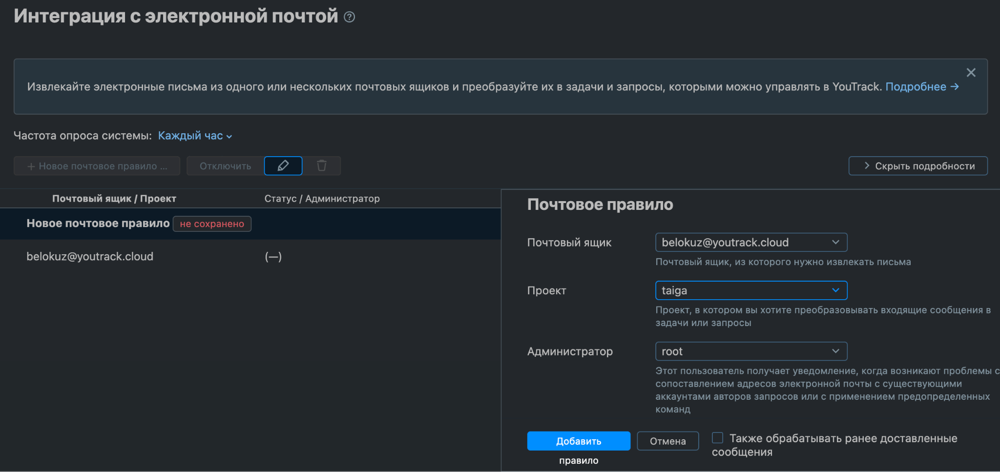 Интеграция с электронной почтой ?
Извлекайте электронные письма из одного или нескольких почтовых ящиков и преобразуйте их в задачи и запросы, которыми можно управлять в YouTrack. Подробнее →
Частота опроса системы: Каждый час
+ Новое почтовое правило ...
Отключить
Скрыть подробности
Почтовый ящик / Проект
Статус / Администратор
Новое почтовое правило не сохранено
belokuz@youtrack.cloud
(—)
Почтовое правило
Почтовый ящик
belokuz@youtrack.cloud
Почтовый ящик, из которого нужно извлекать письма
Проект
taiga
Проект, в котором вы хотите преобразовывать входящие сообщения в
задачи или запросы
Администратор
root
Этот пользователь получает уведомление, когда возникают проблемы с
сопоставлением адресов электронной почты с существующими
аккаунтами авторов запросов или с применением предопределенных
команд
Добавить
правило
Отмена
Также обрабатывать ранее доставленные
сообщения